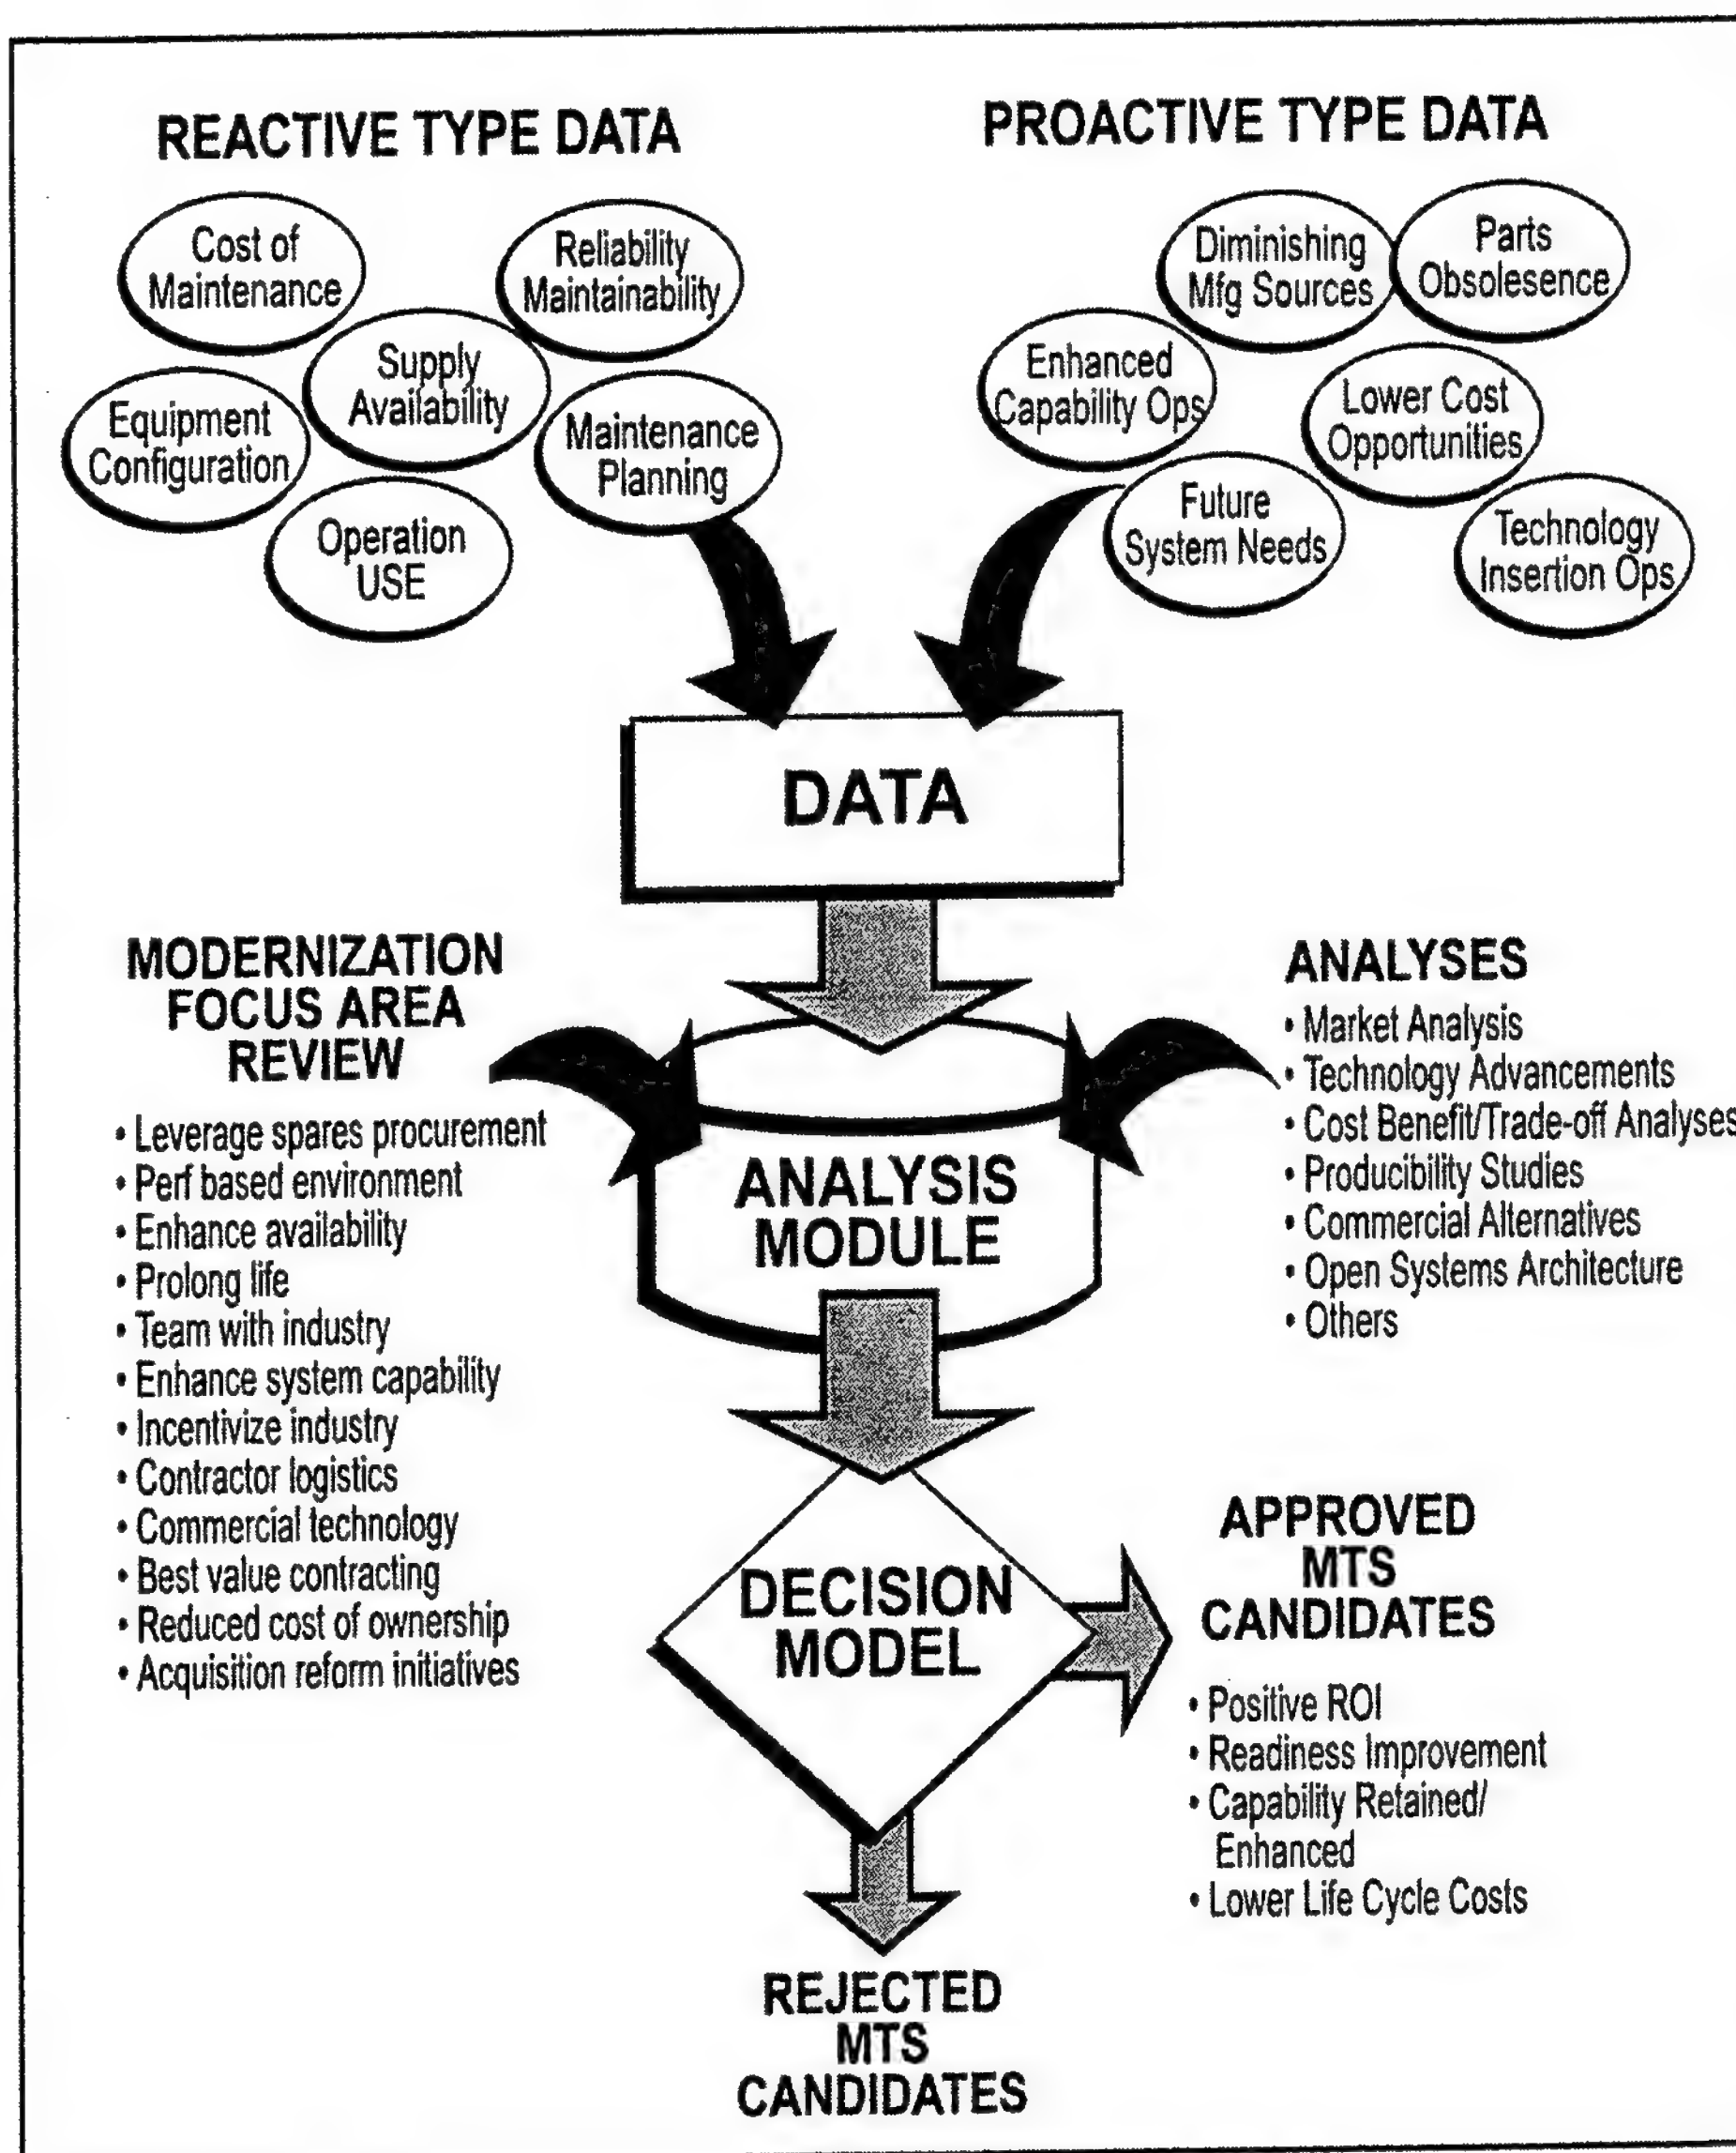 REACTIVE TYPE DATA
Cost of
Maintenance
Reliability
Maintainability
Supply
Availability
Equipment
Configuration
Maintenance
Planning
Operation
USE
PROACTIVE TYPE DATA
Diminishing
Mfg Sources
Parts
Obsolesence
Enhanced
Capability Ops
Lower Cost
Opportunities
Future
System Needs
Technology
Insertion Ops
DATA
MODERNIZATION
FOCUS AREA
REVIEW
• Leverage spares procurement
• Perf based environment
• Enhance availability
• Prolong life
• Team with industry
• Enhance system capability
• Incentivize industry
• Contractor logistics
• Commercial technology
• Best value contracting
• Reduced cost of ownership
• Acquisition reform initiatives
ANALYSES
• Market Analysis
• Technology Advancements
• Cost Benefit/Trade-off Analyses
• Producibility Studies
• Commercial Alternatives
• Open Systems Architecture
• Others
ANALYSIS
MODULE
DECISION
MODEL
APPROVED
MTS
CANDIDATES
• Positive ROI
• Readiness Improvement
• Capability Retained/
Enhanced
• Lower Life Cycle Costs
REJECTED
MTS
CANDIDATES